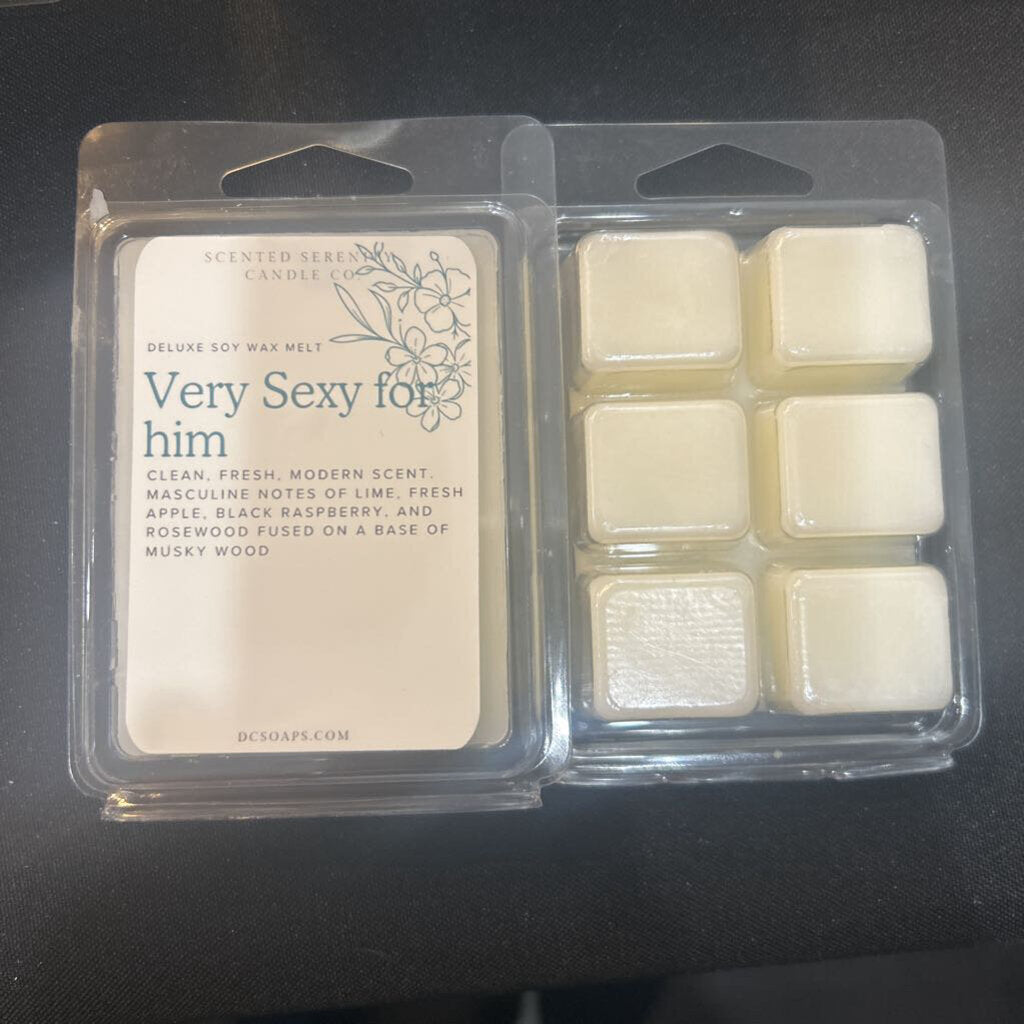 SCENTED SERENITY
CANDLE CO
DELUXE SOY WAX MELT
Very Sexy for
him
CLEAN, FRESH, MODERN SCENT.
MASCULINE NOTES OF LIME, FRESH
APPLE, BLACK RASPBERRY, AND
ROSEWOOD FUSED ON A BASE OF
MUSKY WOOD
DCSOAPS.COM